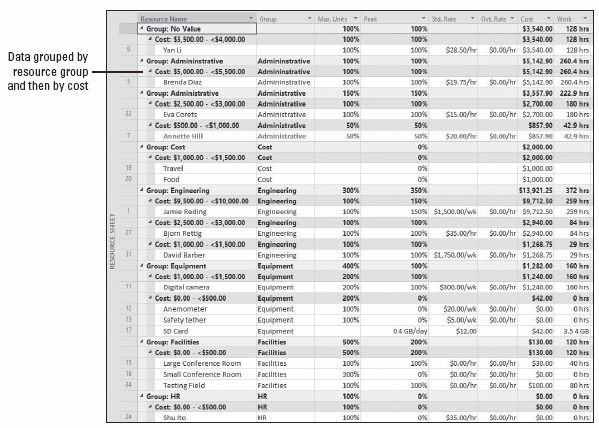 Data grouped by
resource group
and then by cost
RESOURCE SHEET
Resource Name Group Max. Units Peak Std. Rate Ovt. Rate Cost Work
Group: No Value 100% 100% $3,540.00 128 hrs
Cost: $3,500.00 - <$4,000.00 100% 100% $3,540.00 128 hrs
9 Yan Li 100% 100% $28.50/hr $0.00/hr $3,540.00 128 hrs
Group: Admininstrative Admininstrative 100% 100% $5,142.90 260.4 hrs
Cost: $5,000.00 - <$5,500.00 Admininstrative 100% 100% $5,142.90 260.4 hrs
5 Brenda Diaz Admininstrative 100% 100% $19.75/hr $0.00/hr $5,142.90 260.4 hrs
Group: Administrative Administrative 150% 150% $3,557.90 222.9 hrs
Cost: $2,500.00 - <$3,000.00 Administrative 100% 100% $2,700.00 180 hrs
32 Eva Corets Administrative 100% 100% $15.00/hr $0.00/hr $2,700.00 180 hrs
Cost: $500.00 - <$1,000.00 Administrative 50% 50% $857.90 42.9 hrs
7 Annette Hill Administrative 50% 50% $20.00/hr $0.00/hr $857.90 42.9 hrs
Group: Cost Cost 0% $2,000.00
Cost: $1,000.00 - <$1,500.00 Cost 0% $2,000.00
19 Travel Cost 0% $1,000.00
20 Food Cost 0% $1,000.00
Group: Engineering Engineering 300% 350% $13,921.25 372 hrs
Cost: $9,500.00 - <$10,000.00 Engineering 100% 150% $9,712.50 259 hrs
1 Jamie Reding Engineering 100% 150% $1,500.00/wk $0.00/hr $9,712.50 259 hrs
Cost: $2,500.00 - <$3,000.00 Engineering 100% 100% $2,940.00 84 hrs
27 Bjorn Rettig Engineering 100% 100% $35.00/hr $0.00/hr $2,940.00 84 hrs
Cost: $1,000.00 - <$1,500.00 Engineering 100% 100% $1,268.75 29 hrs
31 David Barber Engineering 100% 100% $1,750.00/wk $0.00/hr $1,268.75 29 hrs
Group: Equipment Equipment 400% 100% $1,282.00 160 hrs
Cost: $1,000.00 - <$1,500.00 Equipment 200% 100% $1,240.00 160 hrs
11 Digital camera Equipment 200% 100% $300.00/wk $0.00/hr $1,240.00 160 hrs
Cost: $0.00 - <$500.00 Equipment 200% 0% $42.00 0 hrs
12 Anemometer Equipment 100% 0% $20.00/wk $0.00/hr $0.00 0 hrs
13 Safety tether Equipment 100% 0% $5.00/wk $0.00/hr $0.00 0 hrs
17 SD Card Equipment 04 GB/day $12.00 $42.00 3.5 4 GB
Group: Facilities Facilities 500% 200% $130.00 120 hrs
Cost: $0.00 - <$500.00 Facilities 500% 200% $130.00 120 hrs
15 Large Conference Room Facilities 100% 100% $0.00/hr $0.00/hr $30.00 40 hrs
16 Small Conference Room Facilities 300% 0% $0.00/hr $0.00/hr $0.00 0 hrs
34 Testing Field Facilities 100% 100% $0.00/hr $0.00/hr $100.00 80 hrs
Group: HR HR 100% 0% $0.00 0 hrs
Cost: $0.00 - <$500.00 HR 100% 0% $0.00 0 hrs
24 Shu Ito HR 100% 0% $35.00/hr $0.00/hr $0.00 0 hrs